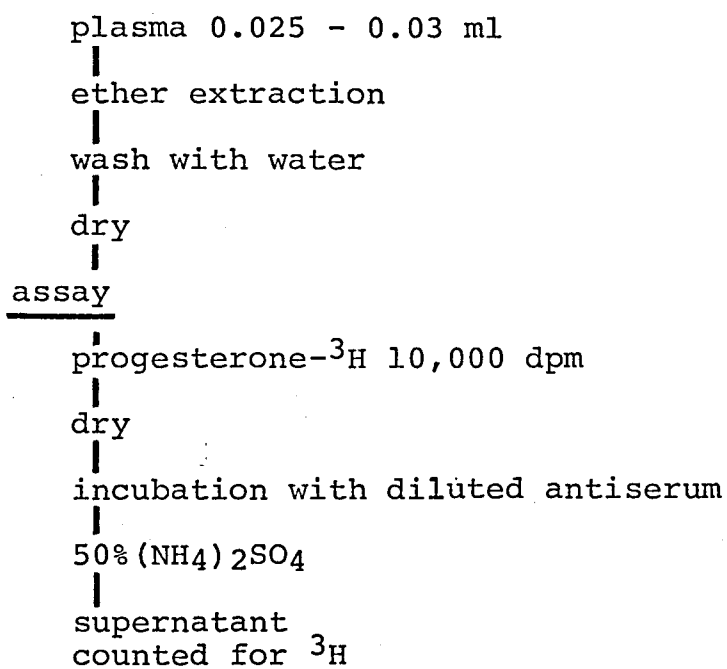 plasma 0.025 - 0.03 ml
ether extraction
wash with water
dry
assay
progesterone-³H 10,000 dpm
dry
incubation with diluted antiserum
50%(NH4)2SO4
supernatant
counted for ³H